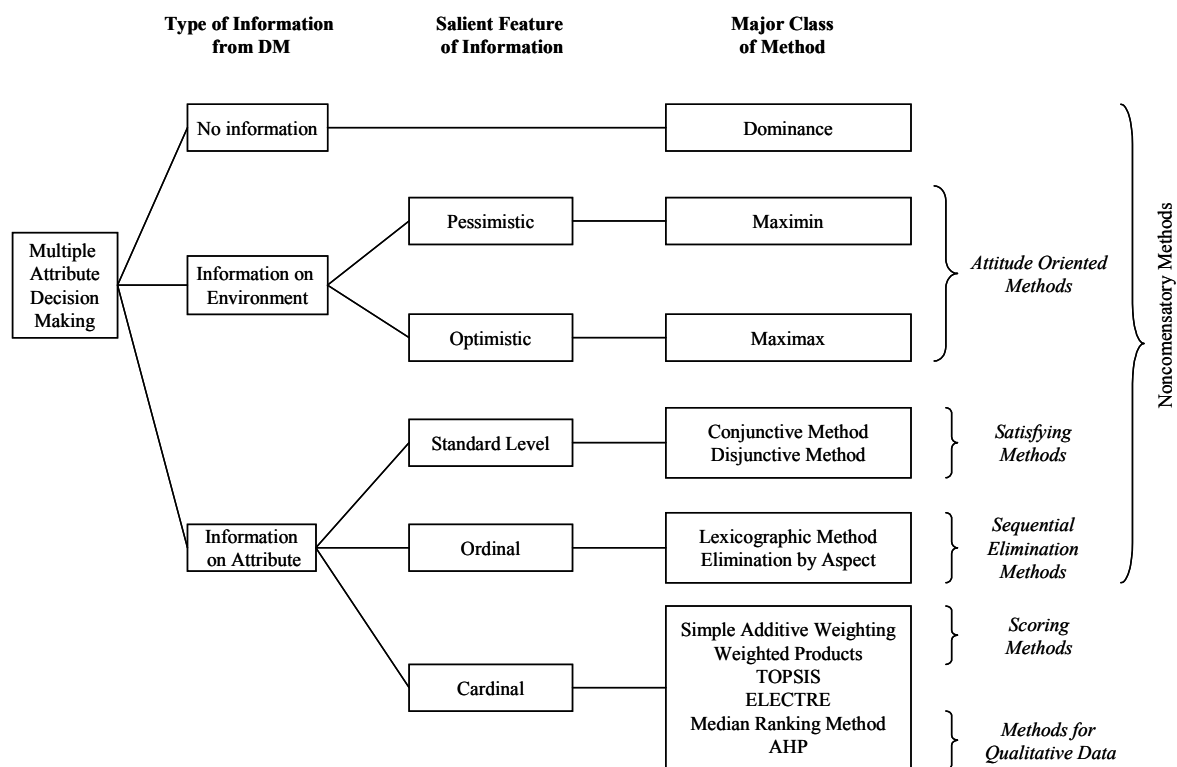 Type of Information
from DM
Salient Feature
of Information
Major Class
of Method
No information
Dominance
Pessimistic
Maximin
Multiple
Attribute
Decision
Making
Information on
Environment
Attitude Oriented
Methods
Optimistic
Maximax
Noncomensatory Methods
Standard Level
Conjunctive Method
Disjunctive Method
Satisfying
Methods
Information
on Attribute
Ordinal
Lexicographic Method
Elimination by Aspect
Sequential
Elimination
Methods
Cardinal
Simple Additive Weighting
Weighted Products
TOPSIS
ELECTRE
Median Ranking Method
AHP
Scoring
Methods
Methods for
Qualitative Data